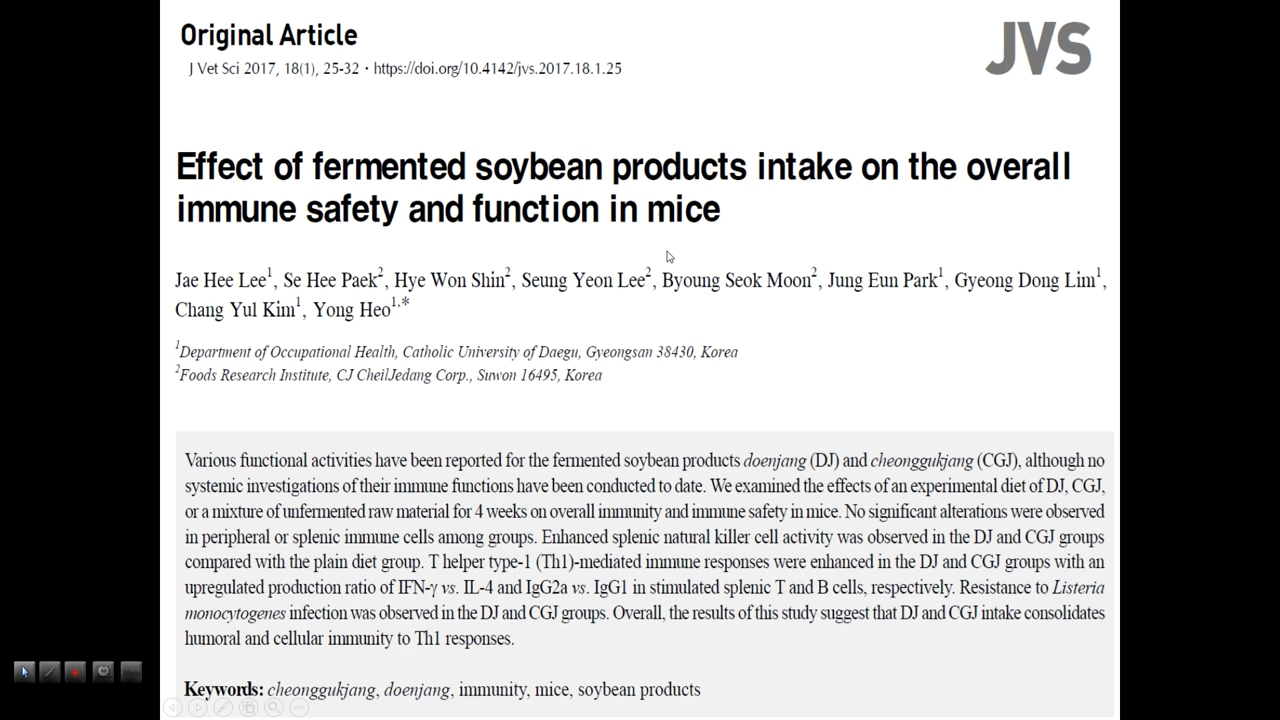 Original Article
JVS
J Vet Sci 2017, 18(1), 25-32 · https://doi.org/10.4142/jvs.2017.18.1.25
Effect of fermented soybean products intake on the overall
immune safety and function in mice
Jae Hee Lee1, Se Hee Paek2, Hye Won Shin2, Seung Yeon Lee2, Byoung Seok Moon2, Jung Eun Park1, Gyeong Dong Lim1,
Chang Yul Kim1, Yong Heo1,*
1Department of Occupational Health, Catholic University of Daegu, Gyeongsan 38430, Korea
2Foods Research Institute, CJ CheilJedang Corp., Suwon 16495, Korea
Various functional activities have been reported for the fermented soybean products doenjang (DJ) and cheonggukjang (CGJ), although no
systemic investigations of their immune functions have been conducted to date. We examined the effects of an experimental diet of DJ, CGJ,
or a mixture of unfermented raw material for 4 weeks on overall immunity and immune safety in mice. No significant alterations were observed
in peripheral or splenic immune cells among groups. Enhanced splenic natural killer cell activity was observed in the DJ and CGJ groups
compared with the plain diet group. T helper type-1 (Th1)-mediated immune responses were enhanced in the DJ and CGJ groups with an
upregulated production ratio of IFN-γ vs. IL-4 and IgG2a vs. IgG1 in stimulated splenic T and B cells, respectively. Resistance to Listeria
monocytogenes infection was observed in the DJ and CGJ groups. Overall, the results of this study suggest that DJ and CGJ intake consolidates
humoral and cellular immunity to Th1 responses.
Keywords: cheonggukjang, doenjang, immunity, mice, soybean products